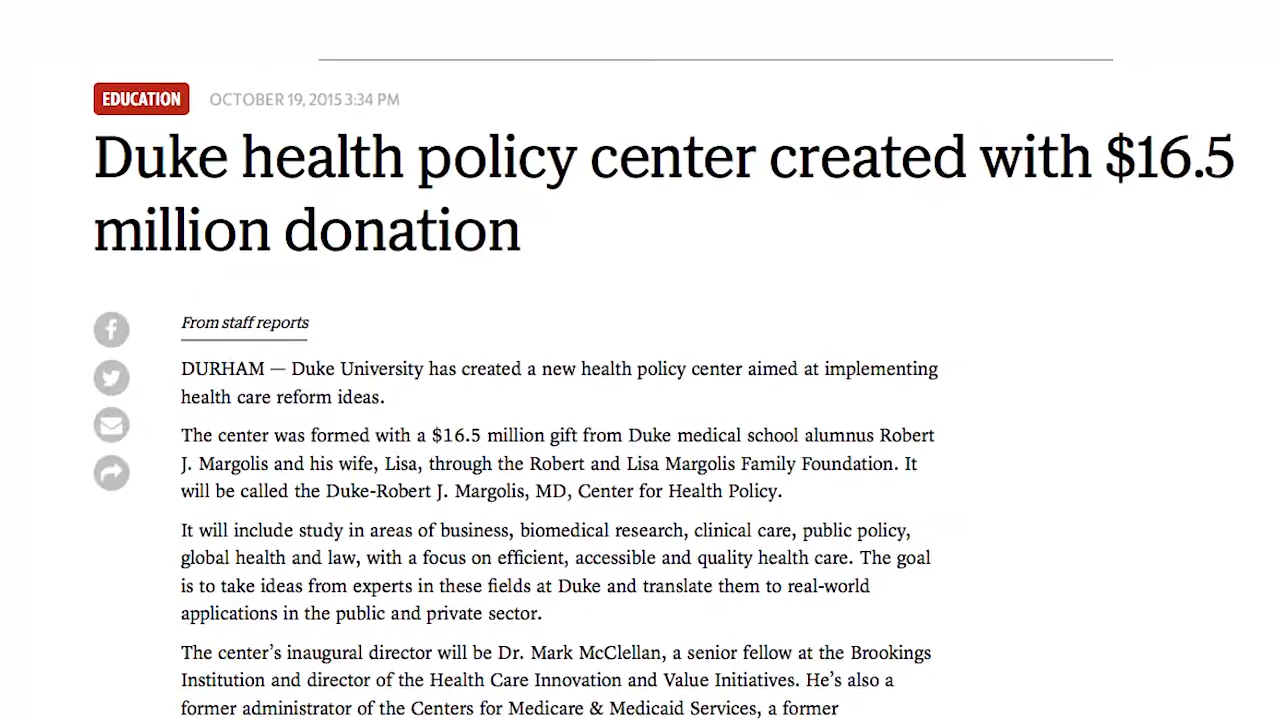 EDUCATION OCTOBER 19, 2015 3:34 PM
Duke health policy center created with $16.5
million donation
From staff reports
DURHAM — Duke University has created a new health policy center aimed at implementing
health care reform ideas.
The center was formed with a $16.5 million gift from Duke medical school alumnus Robert
J. Margolis and his wife, Lisa, through the Robert and Lisa Margolis Family Foundation. It
will be called the Duke-Robert J. Margolis, MD, Center for Health Policy.
It will include study in areas of business, biomedical research, clinical care, public policy,
global health and law, with a focus on efficient, accessible and quality health care. The goal
is to take ideas from experts in these fields at Duke and translate them to real-world
applications in the public and private sector.
The center’s inaugural director will be Dr. Mark McClellan, a senior fellow at the Brookings
Institution and director of the Health Care Innovation and Value Initiatives. He’s also a
former administrator of the Centers for Medicare & Medicaid Services, a former